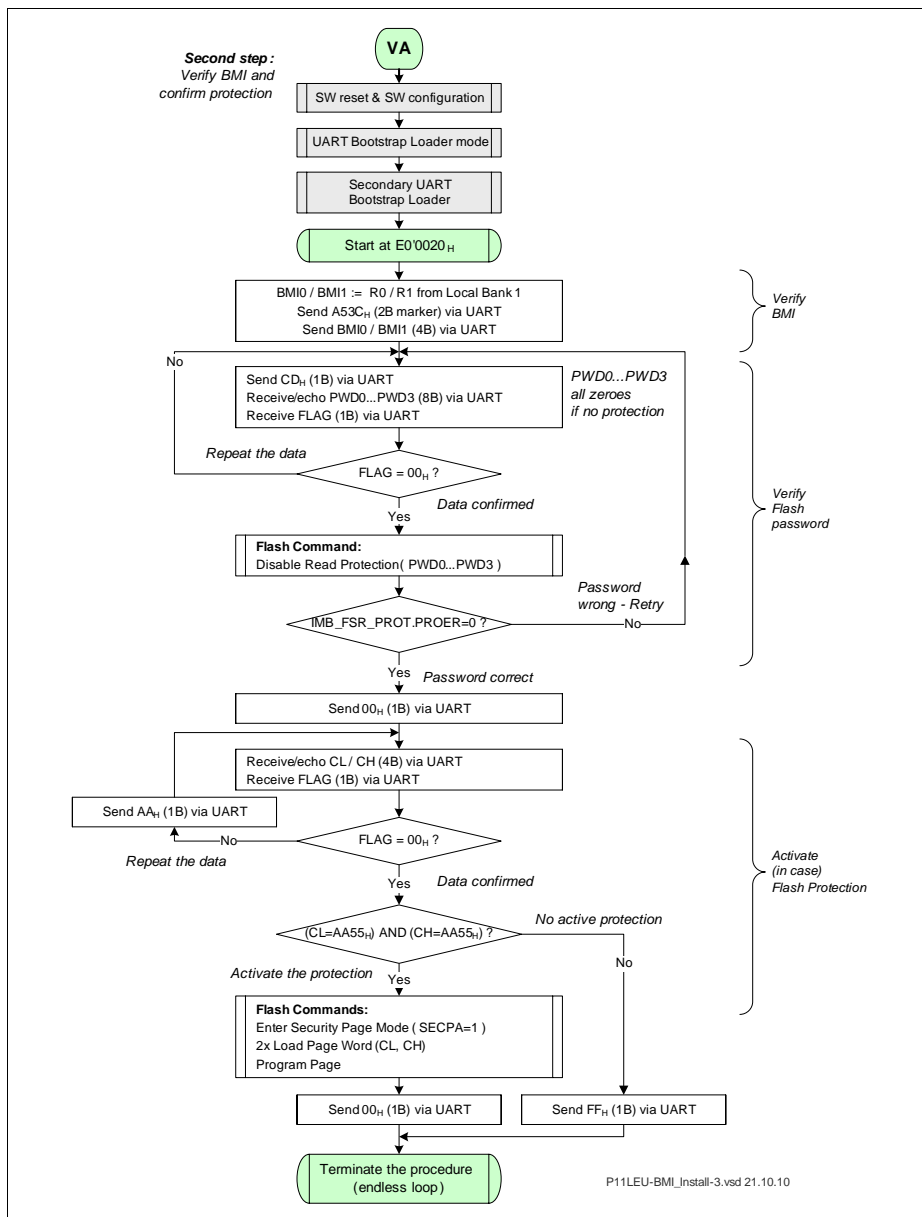 VA
Second step :
Verify BMI and
confirm protection
SW reset & SW configuration
UART Bootstrap Loader mode
Secondary UART
Bootstrap Loader
Start at E0'0020H
BMI0 / BMI1 := R0 / R1 from Local Bank 1
Send A53CH (2B marker) via UART
Send BMI0 / BMI1 (4B) via UART
Verify
BMI
No
Send CDH (1B) via UART
Receive/echo PWD0...PWD3 (8B) via UART
Receive FLAG (1B) via UART
PWD0...PWD3
all zeroes
if no protection
Repeat the data
FLAG = 00H ?
Data confirmed
Yes
Verify
Flash
password
Flash Command:
Disable Read Protection( PWD0...PWD3 )
Password
wrong - Retry
IMB_FSR_PROT.PROER=0 ?
No
Yes
Password correct
Send 00H (1B) via UART
Receive/echo CL / CH (4B) via UART
Receive FLAG (1B) via UART
Send AAH (1B) via UART
No
FLAG = 00H ?
Repeat the data
Yes
Data confirmed
Activate
(in case)
Flash Protection
No active protection
(CL=AA55H) AND (CH=AA55H) ?
No
Activate the protection
Yes
Flash Commands:
Enter Security Page Mode ( SECPA=1 )
2x Load Page Word (CL, CH)
Program Page
Send 00H (1B) via UART
Send FFH (1B) via UART
Terminate the procedure
(endless loop)
P11LEU-BMI_Install-3.vsd 21.10.10